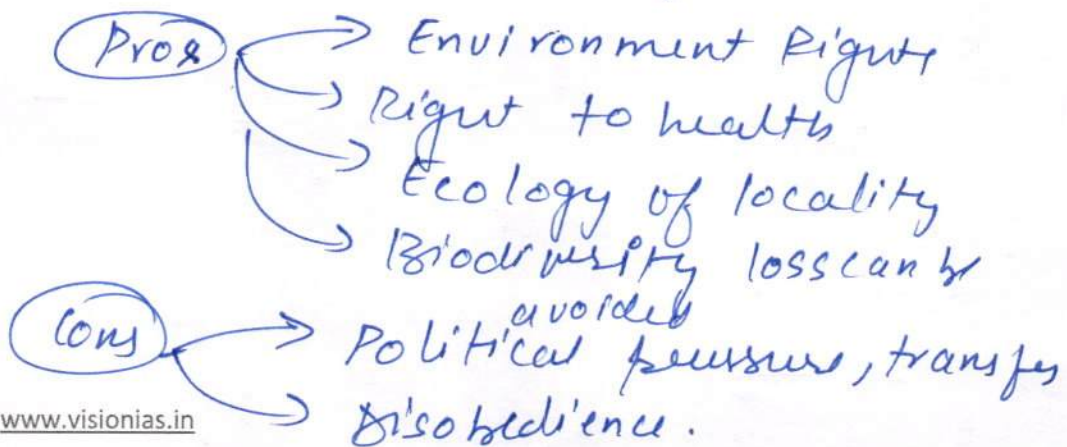 Pros
Environment Rights
Right to health
Ecology of locality
Biodiversity loss can be
avoided
Cons
Political pressure, transfer
Disobedience.
www.visionias.in